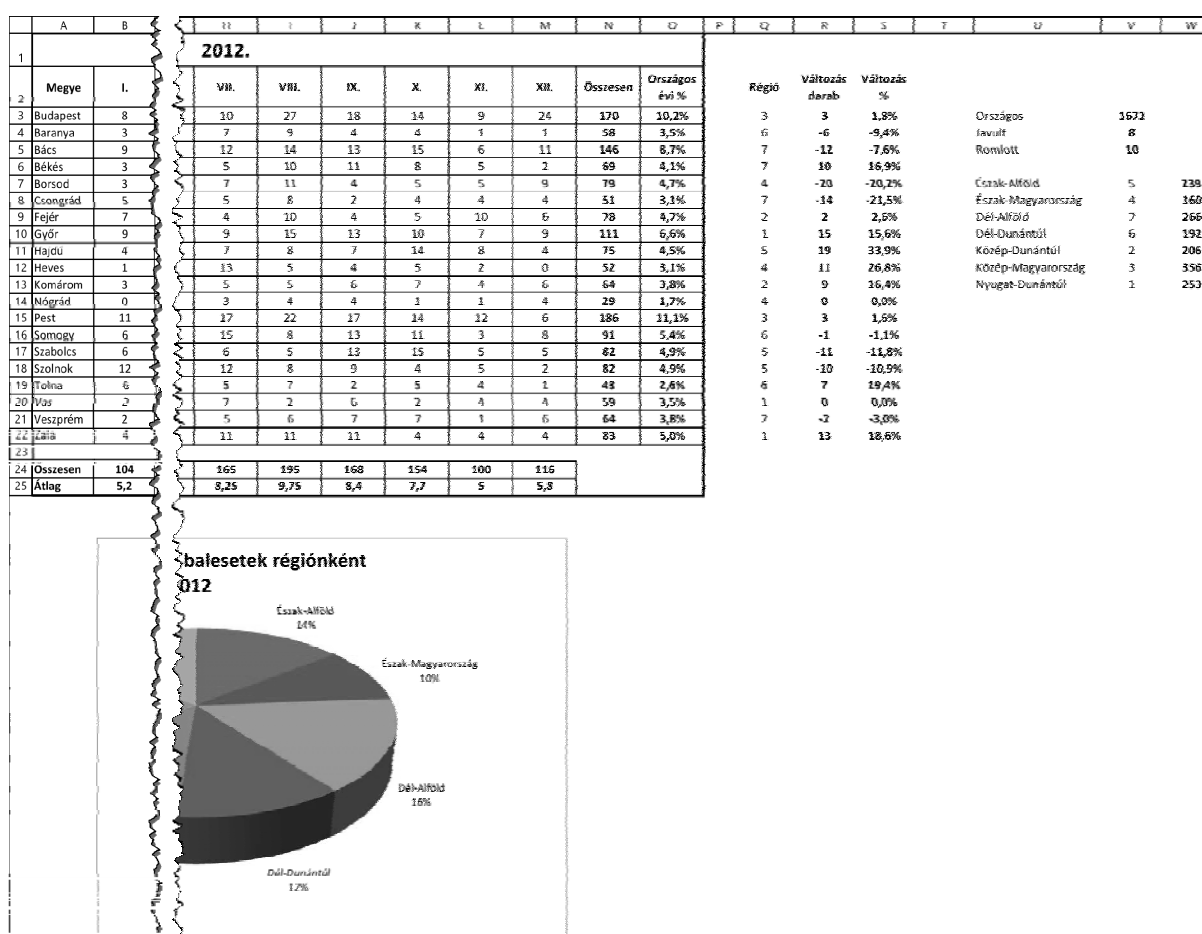 A B H I J K L M N O P Q R S T U V W
1 2012.
2 Megye I. VII. VIII. IX. X. XI. XII. Összesen Országos évi % Régió Változás darab Változás %
3 Budapest 8 10 27 18 14 9 24 170 10,2% 3 3 1,8% Országos 1672
4 Baranya 3 7 9 4 4 1 1 58 3,5% 6 -6 -9,4% Javult 8
5 Bács 9 12 14 13 15 6 11 146 8,7% 7 -12 -7,6% Romlott 10
6 Békés 3 5 10 11 8 5 2 69 4,1% 7 10 16,9%
7 Borsod 3 7 11 4 5 5 9 79 4,7% 4 -20 -20,2% Észak-Alföld 5 239
8 Csongrád 5 5 8 2 4 4 4 51 3,1% 7 -14 -21,5% Észak-Magyarország 4 160
9 Fejér 7 4 10 4 5 10 6 78 4,7% 2 2 2,6% Dél-Alföld 7 266
10 Győr 9 9 15 13 10 7 9 111 6,6% 1 15 15,6% Dél-Dunántúl 6 192
11 Hajdú 4 7 8 7 14 8 4 75 4,5% 5 19 33,9% Közép-Dunántúl 2 206
12 Heves 1 13 5 4 5 2 0 52 3,1% 4 11 26,8% Közép-Magyarország 3 356
13 Komárom 3 5 5 6 7 4 6 64 3,8% 2 9 16,4% Nyugat-Dunántúl 1 253
14 Nógrád 0 3 4 4 1 1 4 29 1,7% 4 0 0,0%
15 Pest 11 17 22 17 14 12 6 186 11,1% 3 3 1,6%
16 Somogy 6 15 8 13 11 3 8 91 5,4% 6 -1 -1,1%
17 Szabolcs 6 6 5 13 15 5 5 82 4,9% 5 -11 -11,8%
18 Szolnok 12 12 8 9 4 5 2 82 4,9% 5 -10 -10,9%
19 Tolna 6 5 7 2 5 4 1 43 2,6% 6 7 19,4%
20 Vas 2 7 2 6 2 4 4 59 3,5% 1 0 0,0%
21 Veszprém 2 5 6 7 7 1 6 64 3,8% 2 -2 -3,0%
22 Zala 4 11 11 11 4 4 4 83 5,0% 1 13 18,6%
23
24 Összesen 104 165 195 168 154 100 116
25 Átlag 5,2 8,25 9,75 8,4 7,7 5 5,8
balesetek régiónként
012
Észak-Alföld
14%
Észak-Magyarország
10%
Dél-Alföld
16%
Dél-Dunántúl
12%